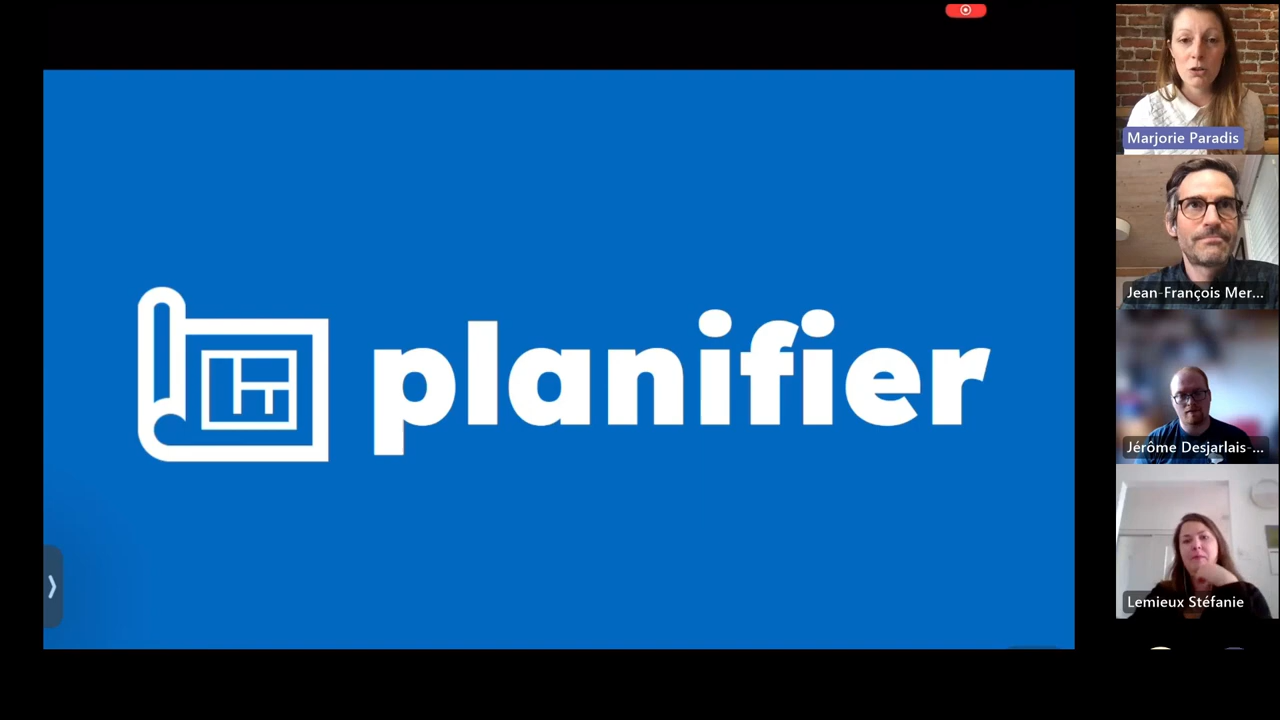 planifier
Marjorie Paradis
Jean-François Mer...
Jérôme Desjarlais-...
Lemieux Stéfanie